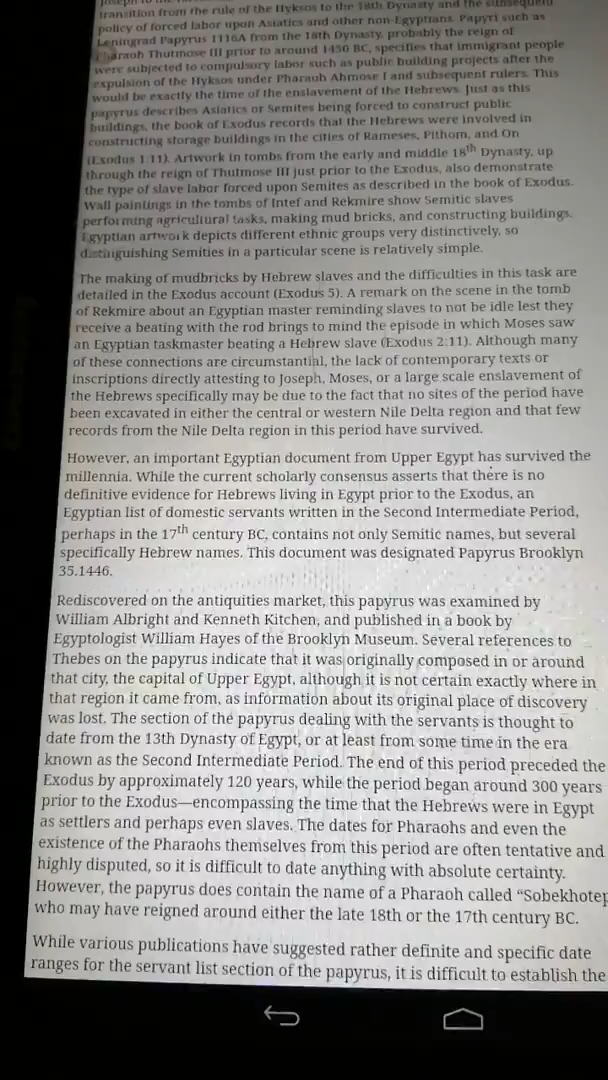 transition from the rule of the Hyksos to the 18th Dynasty and the subsequent
policy of forced labor upon Asiatics and other non-Egyptians. Papyri such as
Leningrad Papyrus 1116A from the 18th Dynasty, probably the reign of
Pharaoh Thutmose III prior to around 1450 BC, specifies that immigrant people
were subjected to compulsory labor such as public building projects after the
expulsion of the Hyksos under Pharaoh Ahmose I and subsequent rulers. This
would be exactly the time of the enslavement of the Hebrews. Just as this
papyrus describes Asiatics or Semites being forced to construct public
buildings, the book of Exodus records that the Hebrews were involved in
constructing storage buildings in the cities of Rameses, Pithom, and On
(Exodus 1:11). Artwork in tombs from the early and middle 18th Dynasty, up
through the reign of Thutmose III just prior to the Exodus, also demonstrate
the type of slave labor forced upon Semites as described in the book of Exodus.
Wall paintings in the tombs of Intef and Rekmire show Semitic slaves
performing agricultural tasks, making mud bricks, and constructing buildings.
Egyptian artwork depicts different ethnic groups very distinctively, so
distinguishing Semities in a particular scene is relatively simple.
The making of mudbricks by Hebrew slaves and the difficulties in this task are
detailed in the Exodus account (Exodus 5). A remark on the scene in the tomb
of Rekmire about an Egyptian master reminding slaves to not be idle lest they
receive a beating with the rod brings to mind the episode in which Moses saw
an Egyptian taskmaster beating a Hebrew slave (Exodus 2:11). Although many
of these connections are circumstantial, the lack of contemporary texts or
inscriptions directly attesting to Joseph, Moses, or a large scale enslavement of
the Hebrews specifically may be due to the fact that no sites of the period have
been excavated in either the central or western Nile Delta region and that few
records from the Nile Delta region in this period have survived.
However, an important Egyptian document from Upper Egypt has survived the
millennia. While the current scholarly consensus asserts that there is no
definitive evidence for Hebrews living in Egypt prior to the Exodus, an
Egyptian list of domestic servants written in the Second Intermediate Period,
perhaps in the 17th century BC, contains not only Semitic names, but several
specifically Hebrew names. This document was designated Papyrus Brooklyn
35.1446.
Rediscovered on the antiquities market, this papyrus was examined by
William Albright and Kenneth Kitchen, and published in a book by
Egyptologist William Hayes of the Brooklyn Museum. Several references to
Thebes on the papyrus indicate that it was originally composed in or around
that city, the capital of Upper Egypt, although it is not certain exactly where in
that region it came from, as information about its original place of discovery
was lost. The section of the papyrus dealing with the servants is thought to
date from the 13th Dynasty of Egypt, or at least from some time in the era
known as the Second Intermediate Period. The end of this period preceded the
Exodus by approximately 120 years, while the period began around 300 years
prior to the Exodus—encompassing the time that the Hebrews were in Egypt
as settlers and perhaps even slaves. The dates for Pharaohs and even the
existence of the Pharaohs themselves from this period are often tentative and
highly disputed, so it is difficult to date anything with absolute certainty.
However, the papyrus does contain the name of a Pharaoh called “Sobekhotep
who may have reigned around either the late 18th or the 17th century BC.
While various publications have suggested rather definite and specific date
ranges for the servant list section of the papyrus, it is difficult to establish the